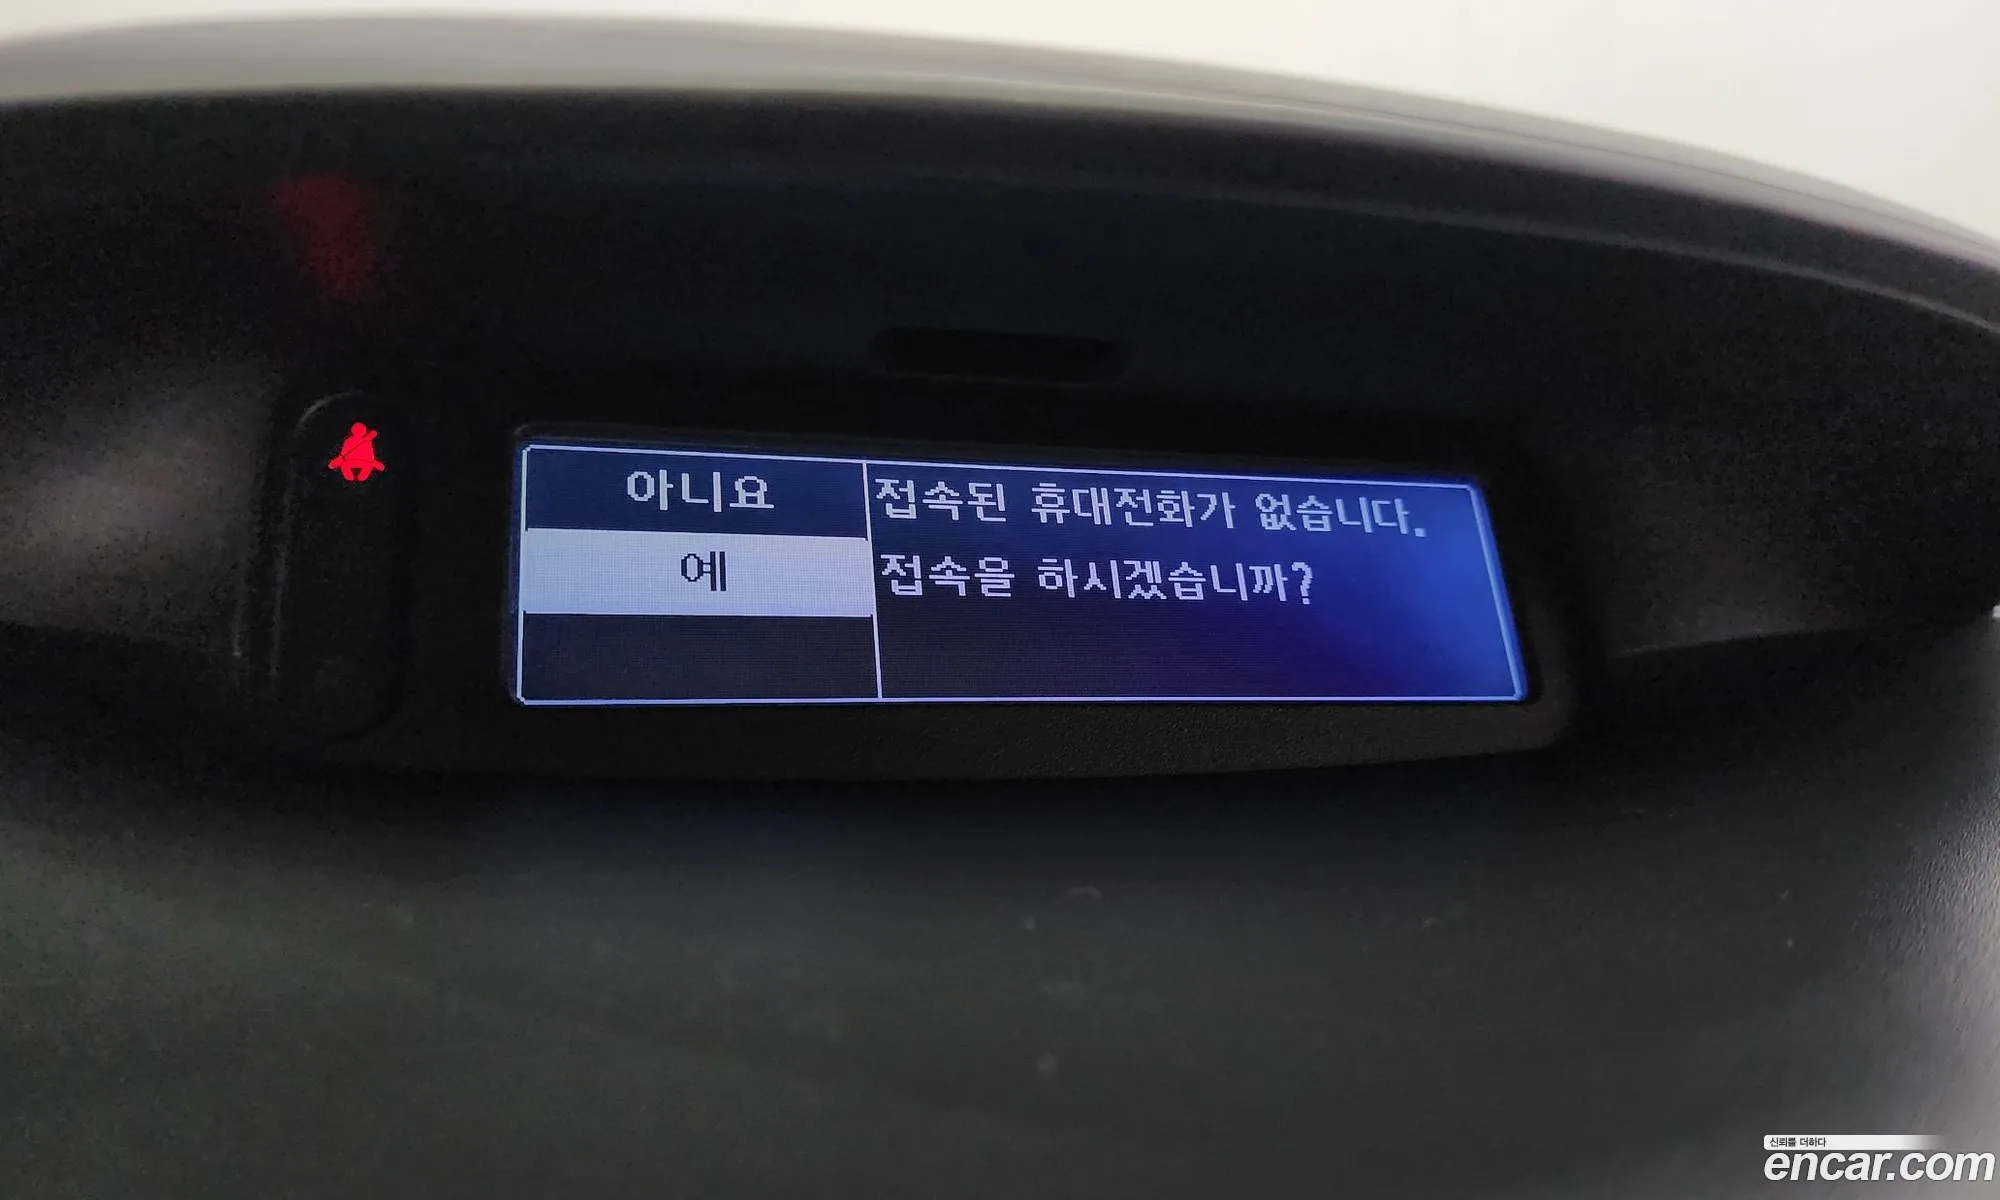 아니요
예
접속된 휴대전화가 없습니다.
접속을 하시겠습니까?
신뢰를 더하다
encar.com